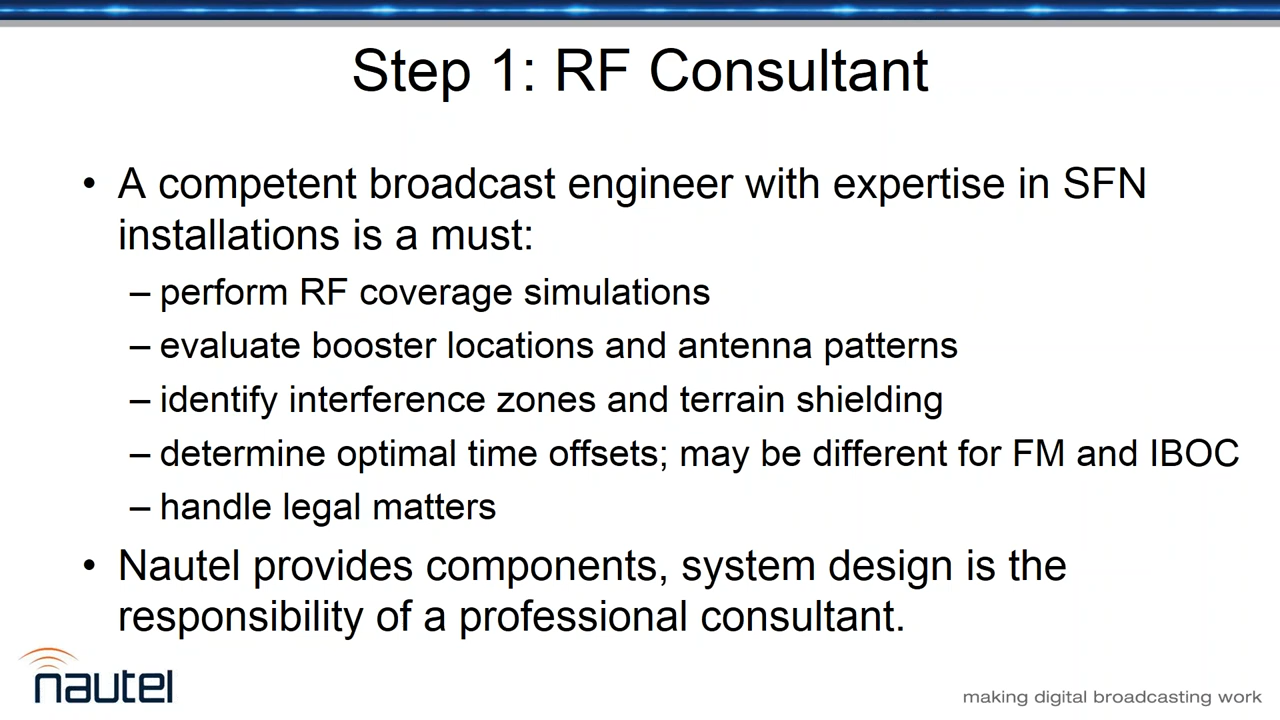 Step 1: RF Consultant
• A competent broadcast engineer with expertise in SFN
installations is a must:
– perform RF coverage simulations
– evaluate booster locations and antenna patterns
– identify interference zones and terrain shielding
– determine optimal time offsets; may be different for FM and IBOC
– handle legal matters
• Nautel provides components, system design is the
responsibility of a professional consultant.
nautel
making digital broadcasting work